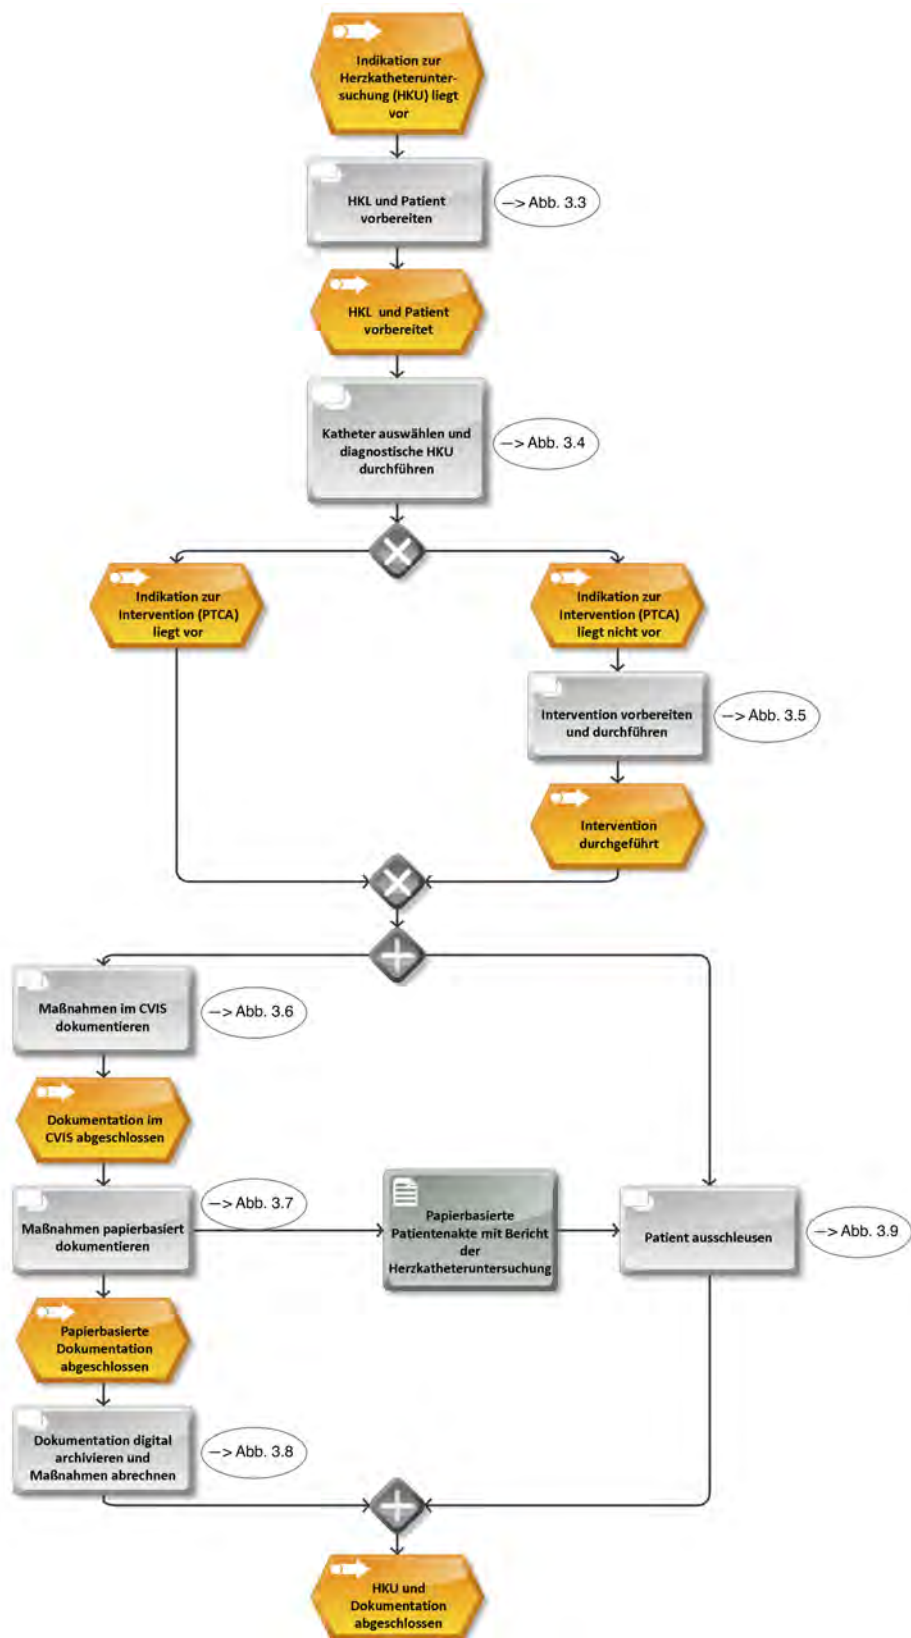 Indikation zur
Herzkatheterunter-
suchung (HKU) liegt
vor
HKL und Patient
vorbereiten
—> Abb. 3.3
HKL und Patient
vorbereitet
Katheter auswählen und
diagnostische HKU
durchführen
—> Abb. 3.4
Indikation zur
Intervention (PTCA)
liegt vor
Indikation zur
Intervention (PTCA)
liegt nicht vor
Intervention vorbereiten
und durchführen
—> Abb. 3.5
Intervention
durchgeführt
Maßnahmen im CVIS
dokumentieren
—> Abb. 3.6
Dokumentation im
CVIS abgeschlossen
Maßnahmen papierbasiert
dokumentieren
—> Abb. 3.7
Papierbasierte
Patientenakte mit Bericht
der
Herzkatheteruntersuchung
Patient ausschleusen
—> Abb. 3.9
Papierbasierte
Dokumentation
abgeschlossen
Dokumentation digital
archivieren und
Maßnahmen abrechnen
—> Abb. 3.8
HKU und
Dokumentation
abgeschlossen